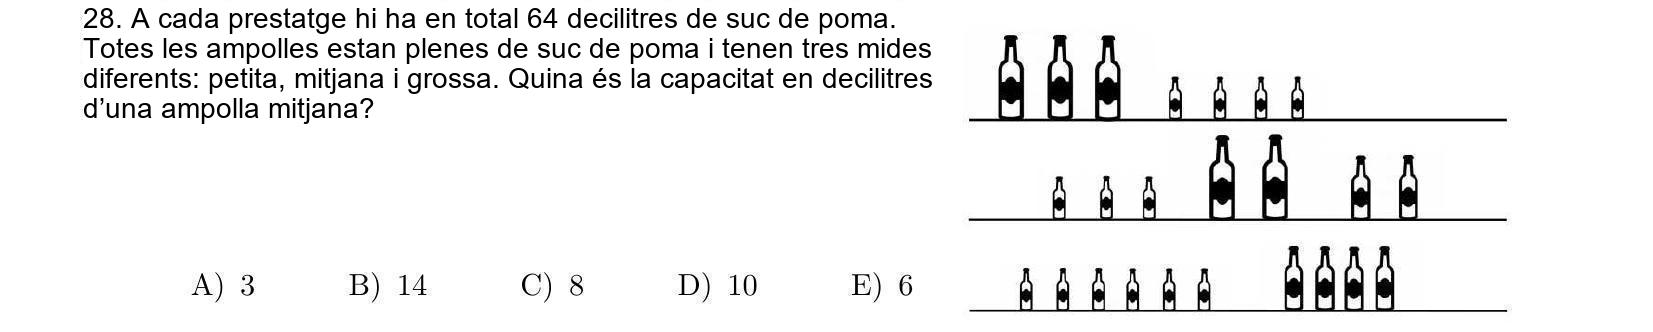 28. A cada prestatge hi ha en total 64 decilitres de suc de poma.
Totes les ampolles estan plenes de suc de poma i tenen tres mides
diferents: petita, mitjana i grossa. Quina és la capacitat en decilitres
d’una ampolla mitjana?
A) 3 B) 14 C) 8 D) 10 E) 6